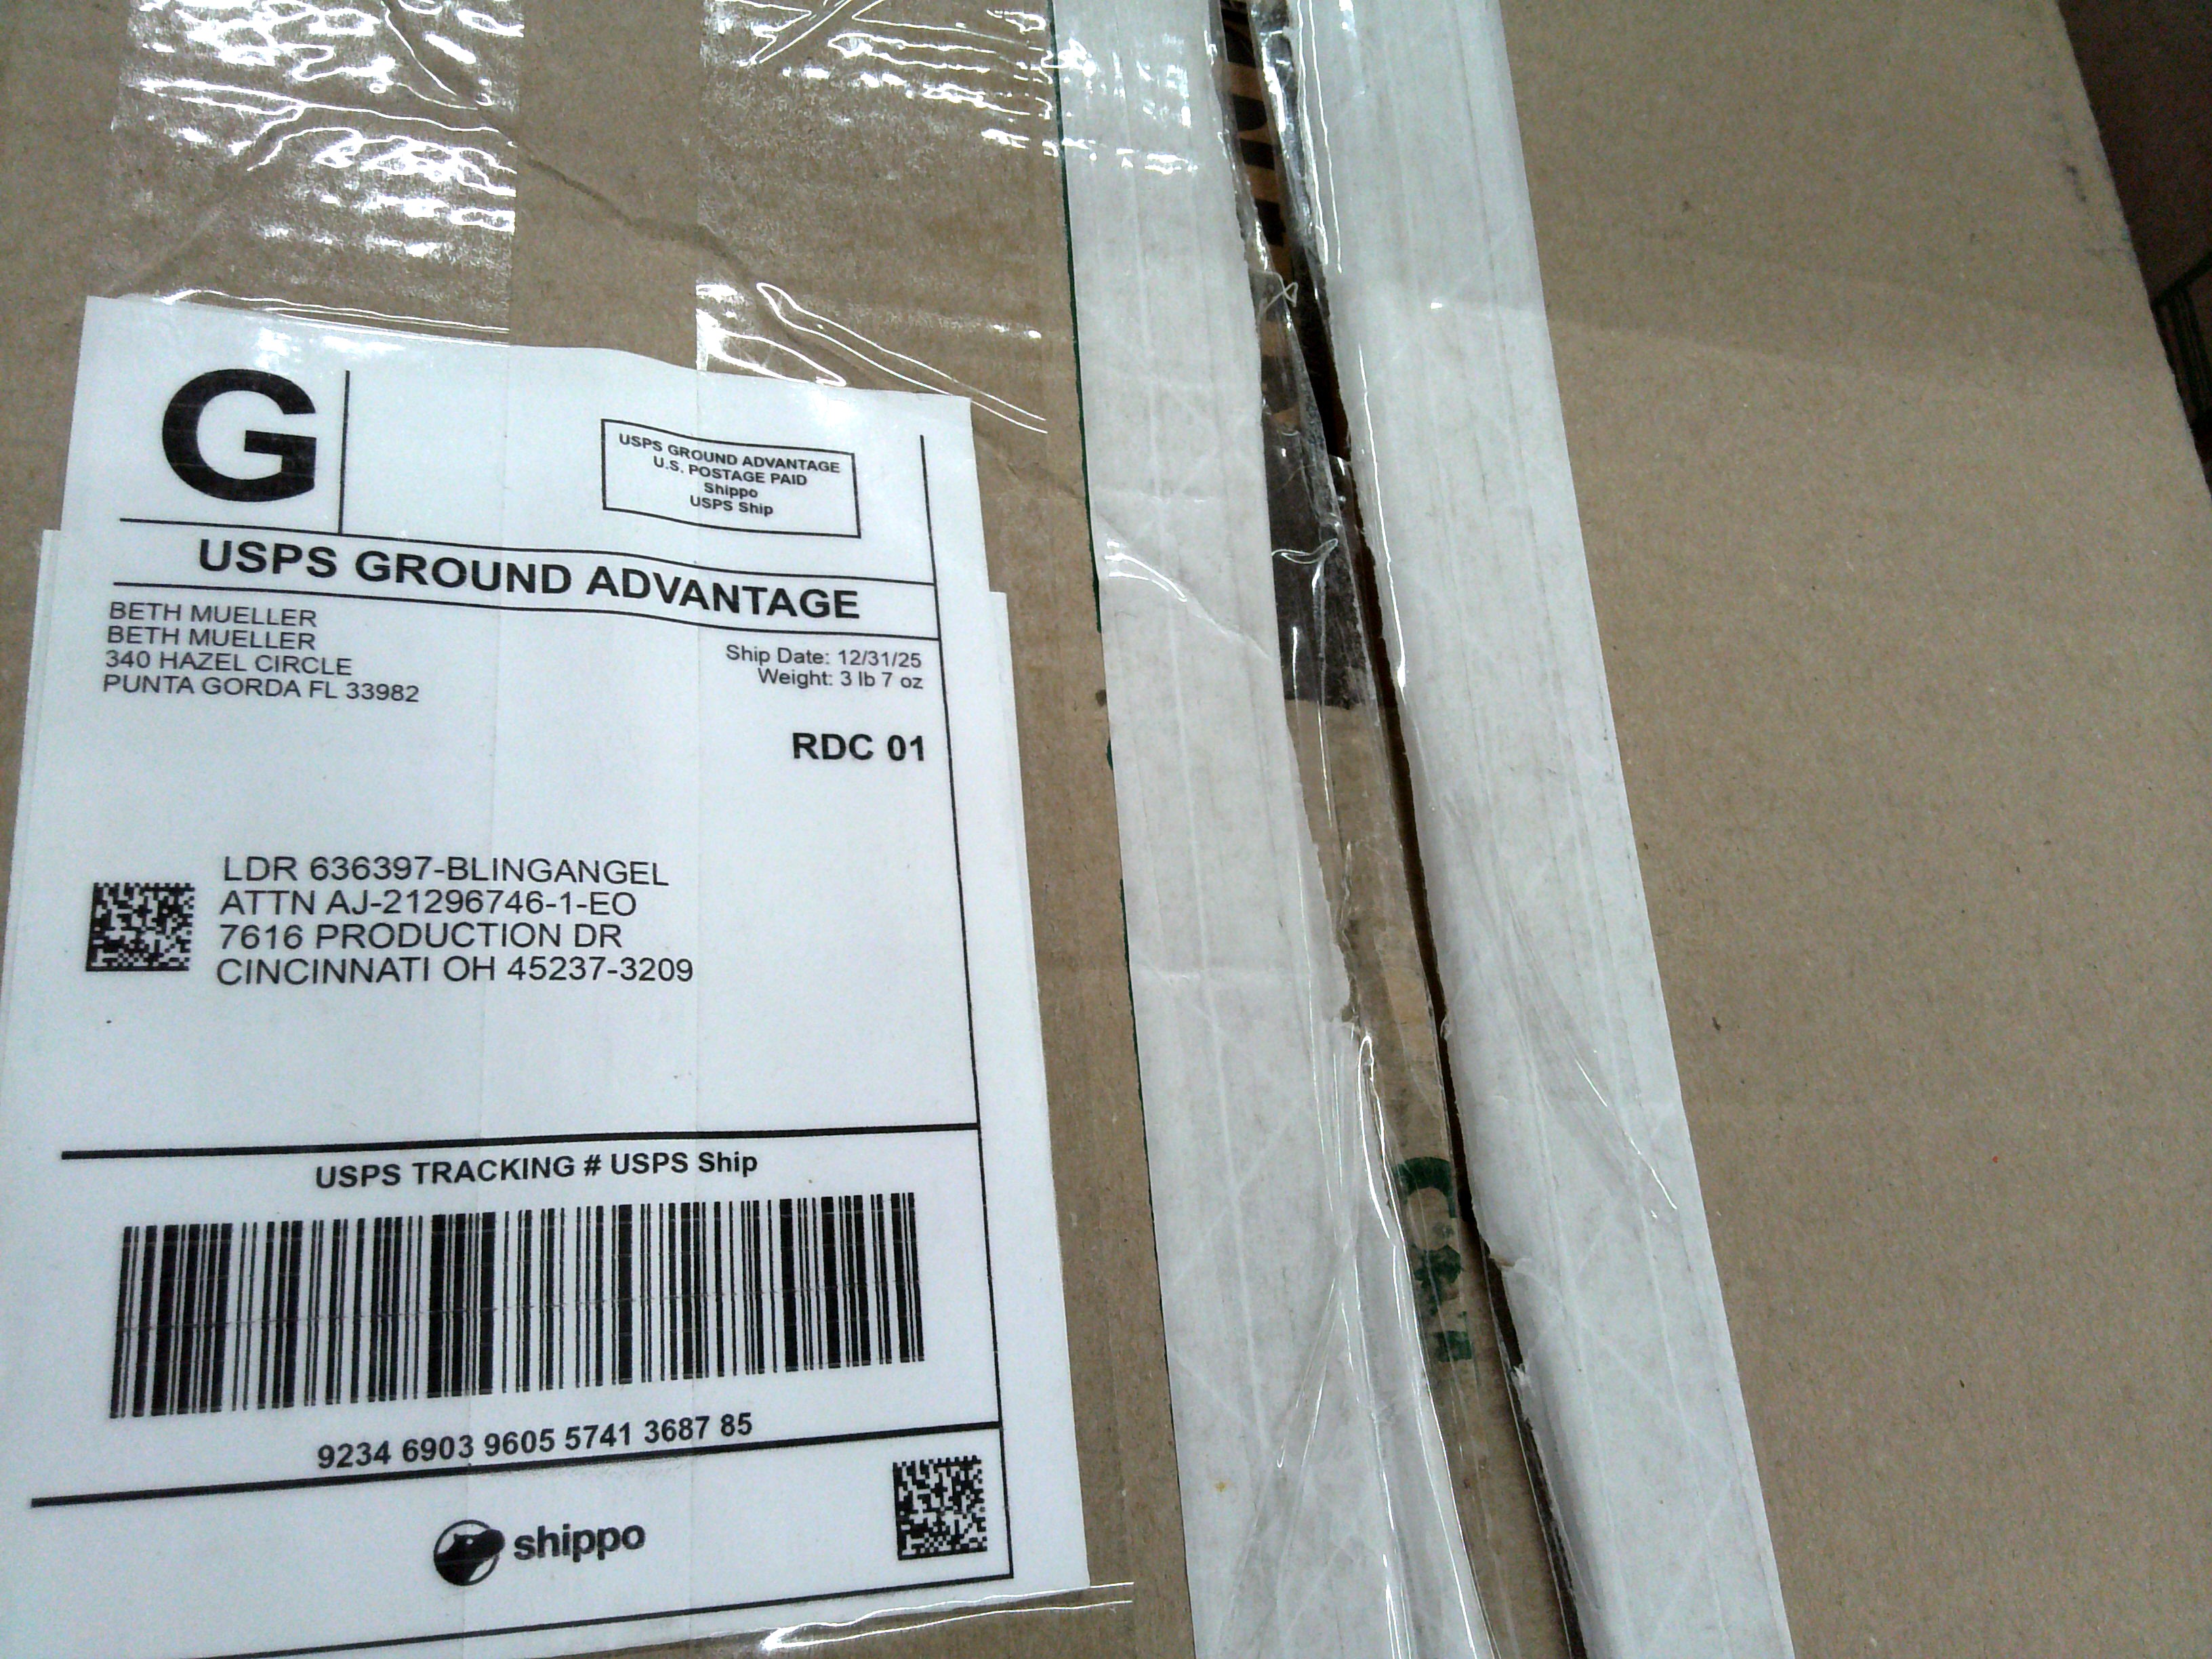 G
USPS GROUND ADVANTAGE
U.S. POSTAGE PAID
Shippo
USPS Ship
USPS GROUND ADVANTAGE
BETH MUELLER
BETH MUELLER
340 HAZEL CIRCLE
PUNTA GORDA FL 33982
Ship Date: 12/31/25
Weight: 3 lb 7 oz
RDC 01
LDR 636397-BLINGANGEL
ATTN AJ-21296746-1-EO
7616 PRODUCTION DR
CINCINNATI OH 45237-3209
USPS TRACKING # USPS Ship
9234 6903 9605 5741 3687 85
shippo